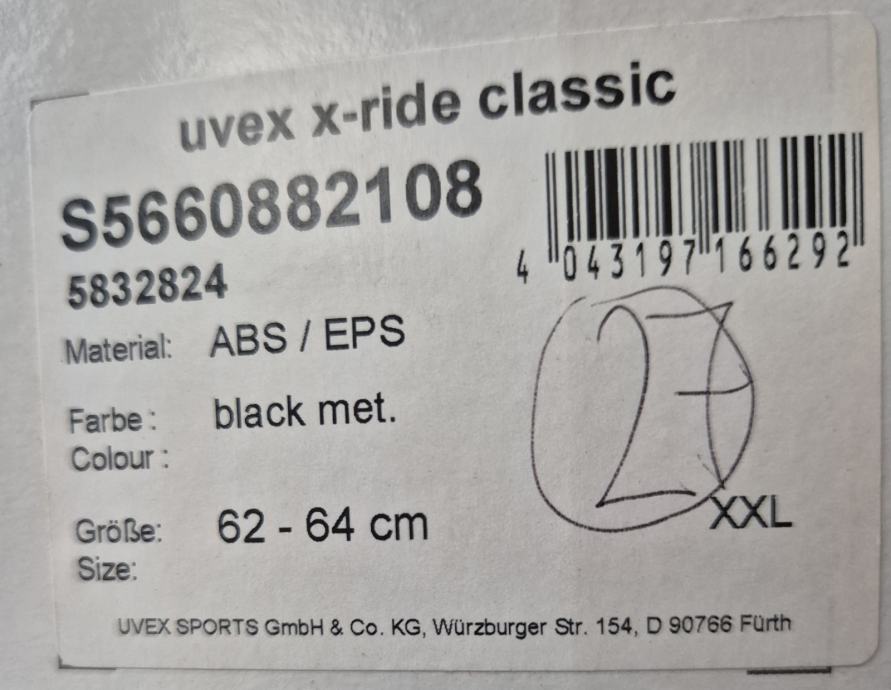 uvex x-ride classic
S5660882108
5832824
4 043197 166292
Material: ABS / EPS
27
Farbe : black met.
Colour :
Größe: 62 - 64 cm XXL
Size:
UVEX SPORTS GmbH & Co. KG, Würzburger Str. 154, D 90766 Fürth